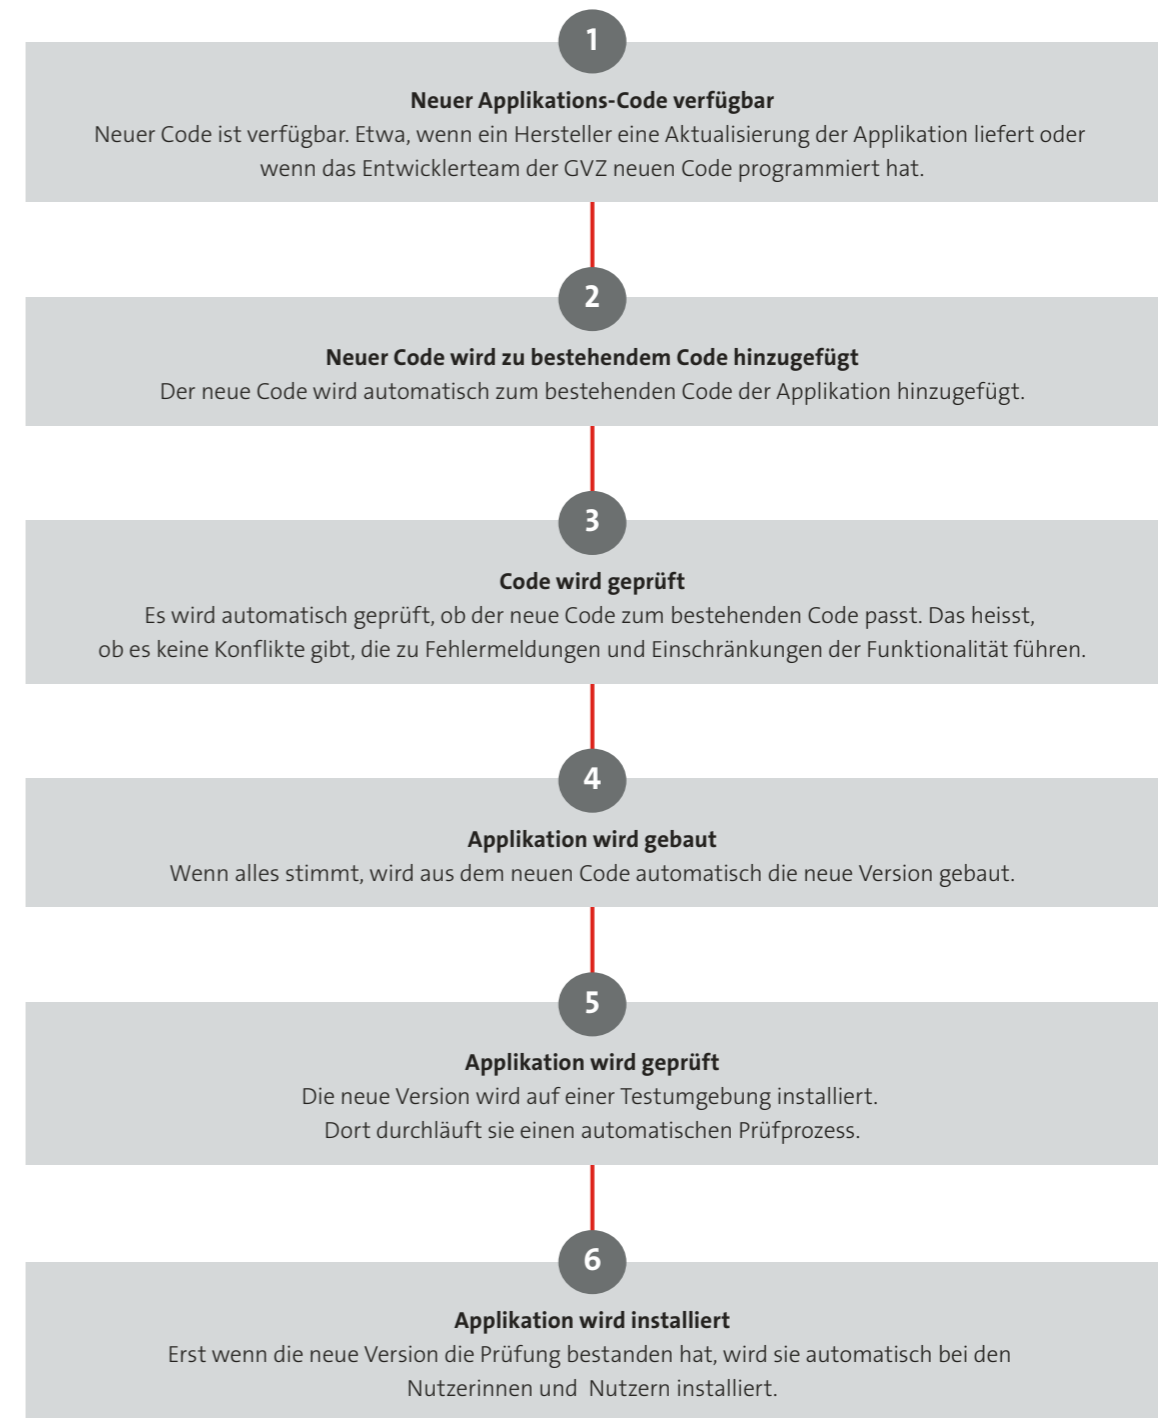 1
Neuer Applikations-Code verfügbar
Neuer Code ist verfügbar. Etwa, wenn ein Hersteller eine Aktualisierung der Applikation liefert oder
wenn das Entwicklerteam der GVZ neuen Code programmiert hat.
2
Neuer Code wird zu bestehendem Code hinzugefügt
Der neue Code wird automatisch zum bestehenden Code der Applikation hinzugefügt.
3
Code wird geprüft
Es wird automatisch geprüft, ob der neue Code zum bestehenden Code passt. Das heisst,
ob es keine Konflikte gibt, die zu Fehlermeldungen und Einschränkungen der Funktionalität führen.
4
Applikation wird gebaut
Wenn alles stimmt, wird aus dem neuen Code automatisch die neue Version gebaut.
5
Applikation wird geprüft
Die neue Version wird auf einer Testumgebung installiert.
Dort durchläuft sie einen automatischen Prüfprozess.
6
Applikation wird installiert
Erst wenn die neue Version die Prüfung bestanden hat, wird sie automatisch bei den
Nutzerinnen und Nutzern installiert.